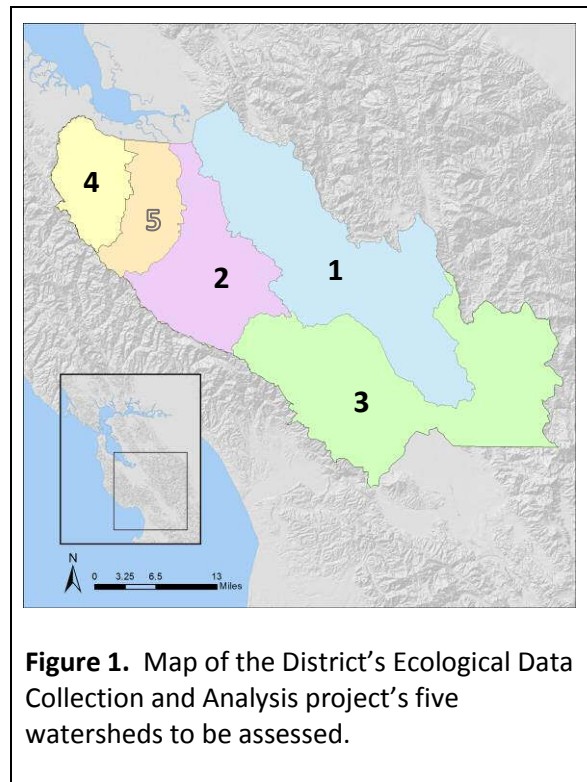 4
5
1
2
3
N
0 3.25 6.5 13
Miles
Figure 1. Map of the District’s Ecological Data
Collection and Analysis project’s five
watersheds to be assessed.